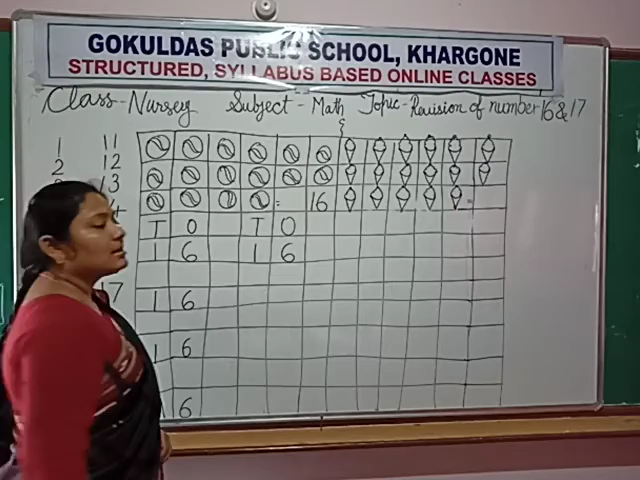 GOKULDAS PUBLIC SCHOOL, KHARGONE
STRUCTURED, SYLLABUS BASED ONLINE CLASSES
Class - Nursery Subject - Math Topic - Revision of number 16 & 17
1 11
2 12
13
16
T O T O
1 6 1 6
17 1 6
1 6
1 6